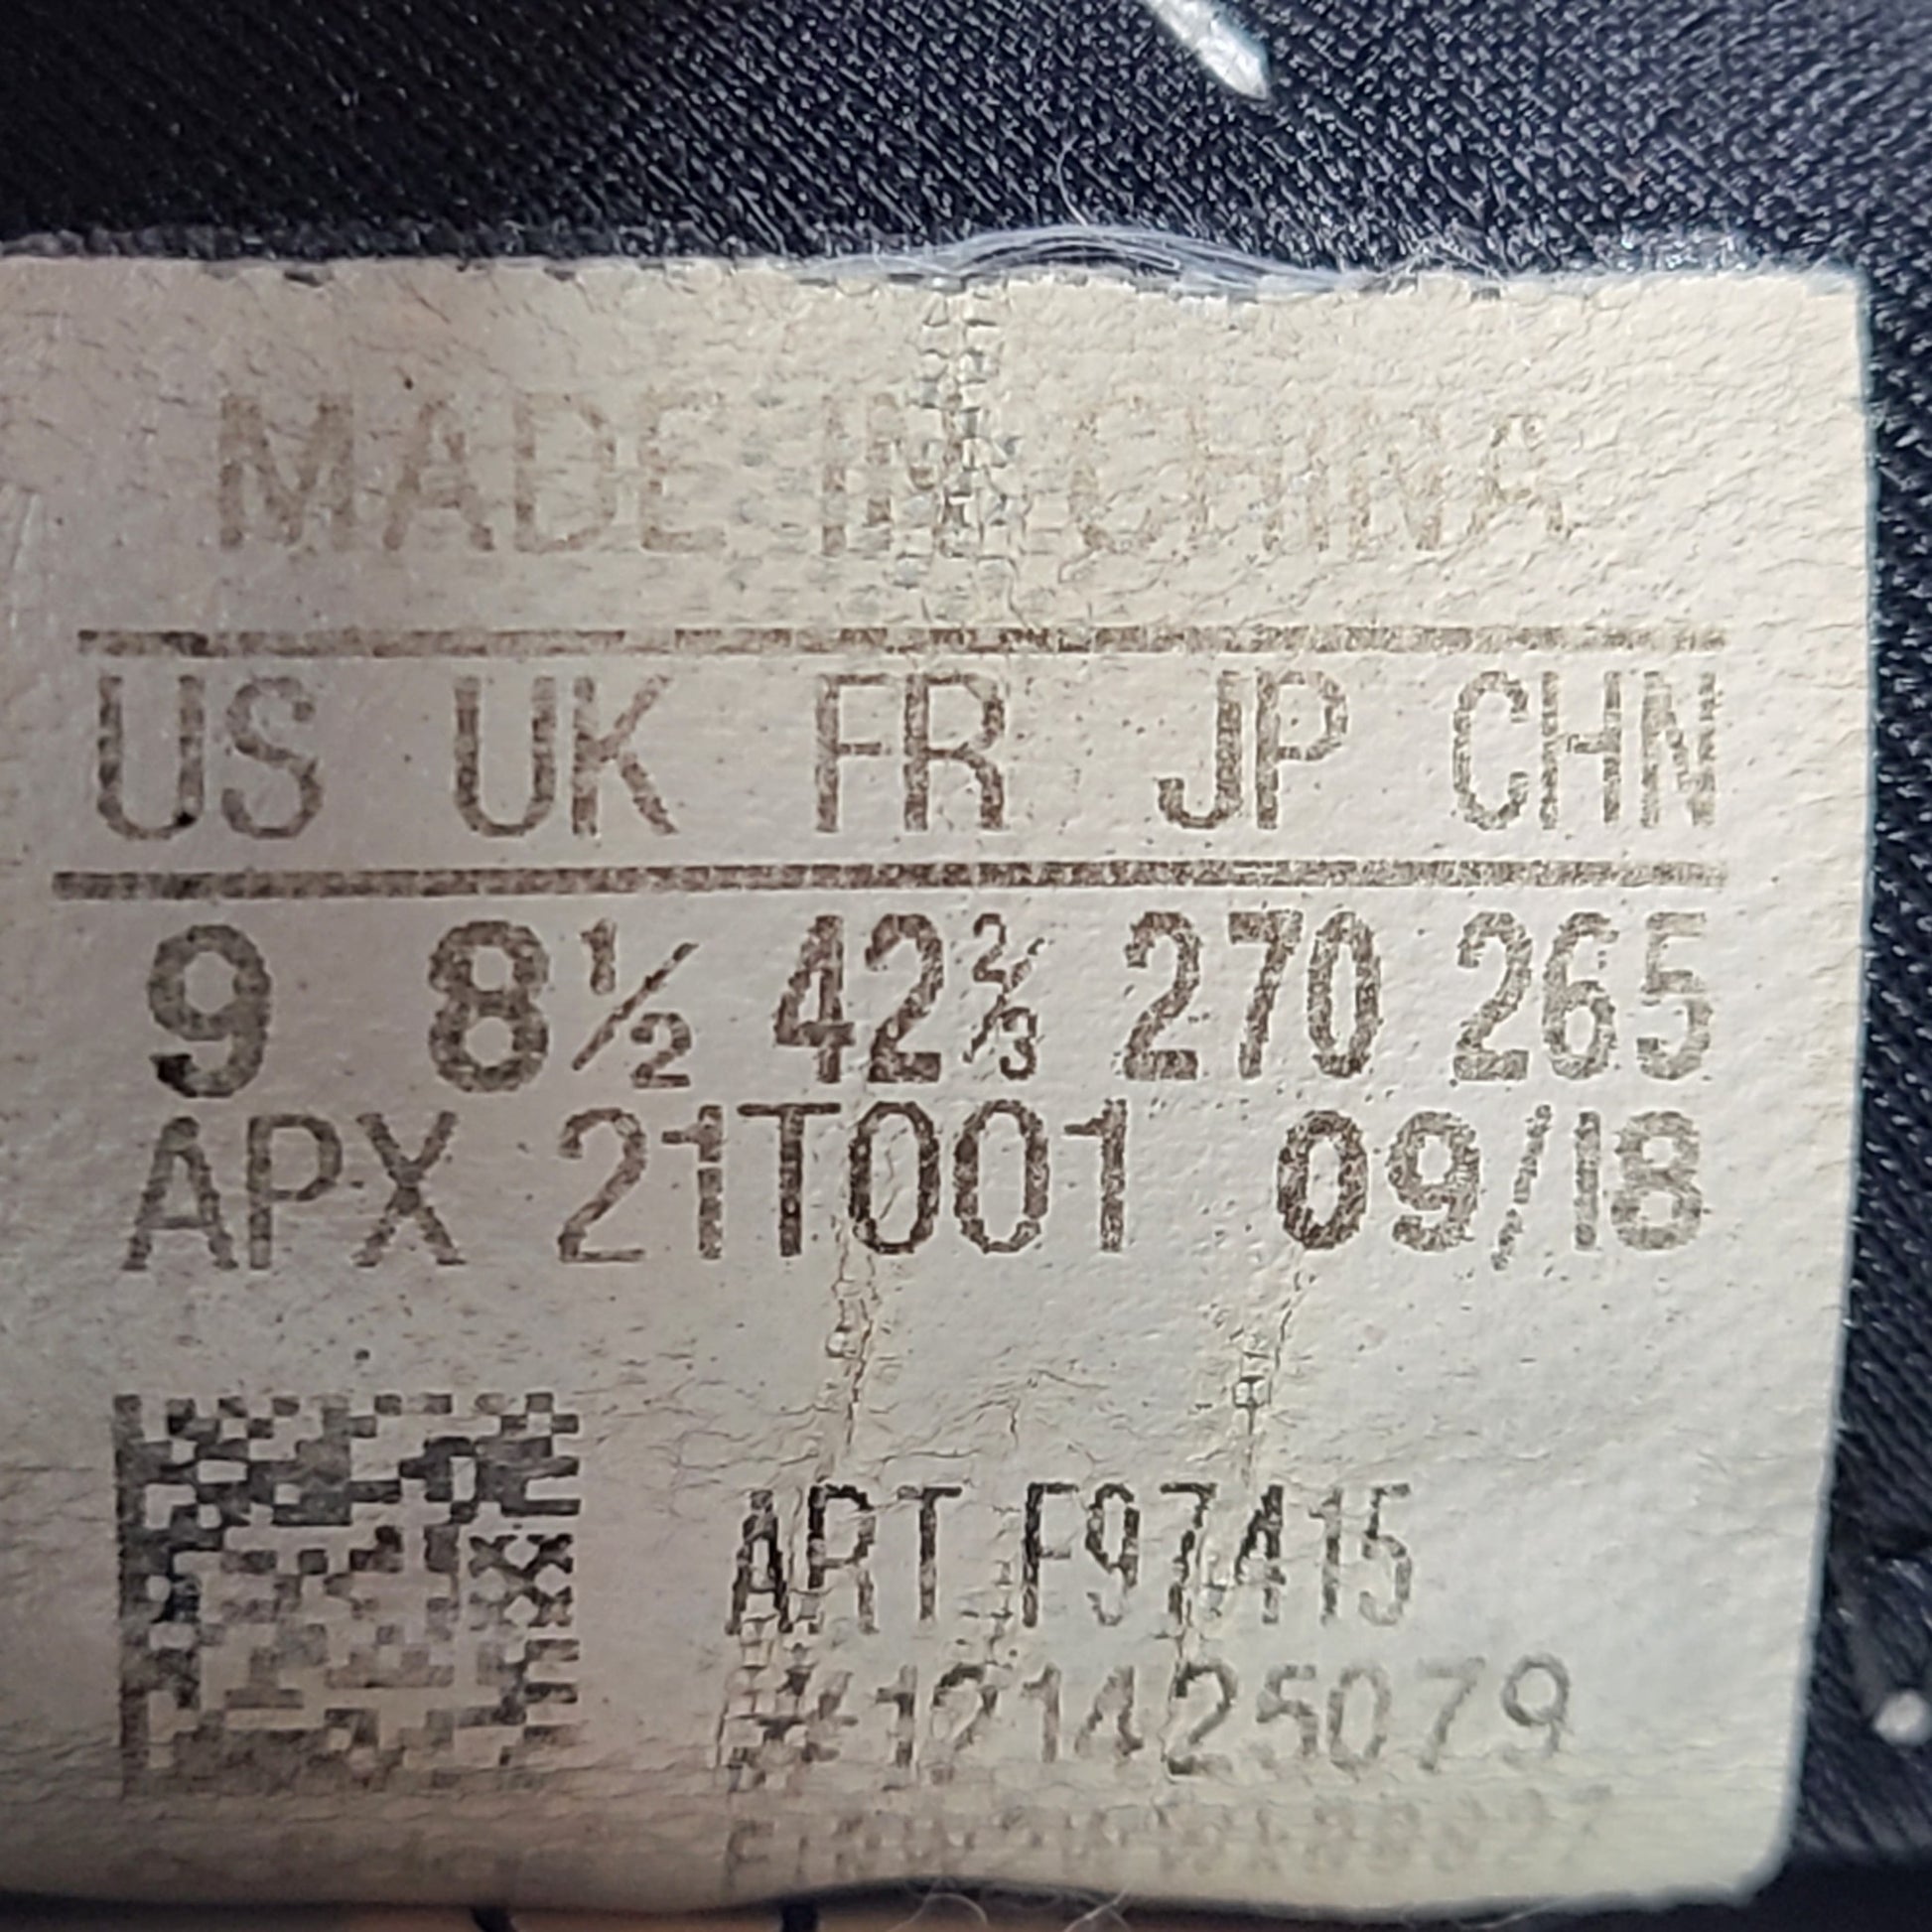 MADE IN CHINA
US UK FR JP CHN
9 8½ 42⅔ 270 265
APX 21T001 09/18
ART F97415
#121425079